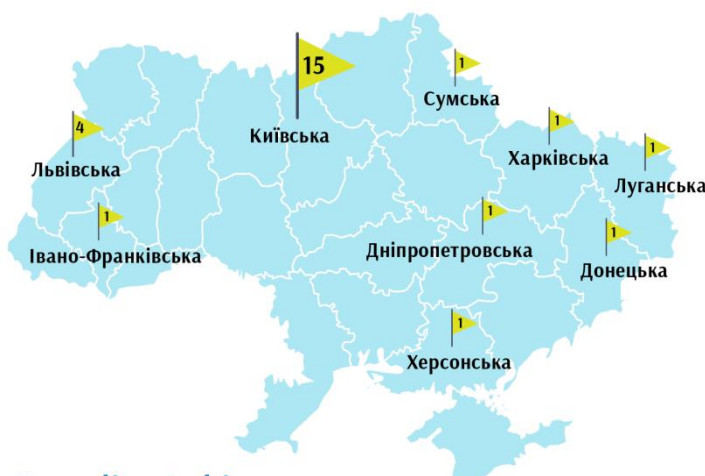 15
Київська
1
Сумська
4
Львівська
1
Харківська
1
Луганська
1
Івано-Франківська
1
Дніпропетровська
1
Донецька
1
Херсонська